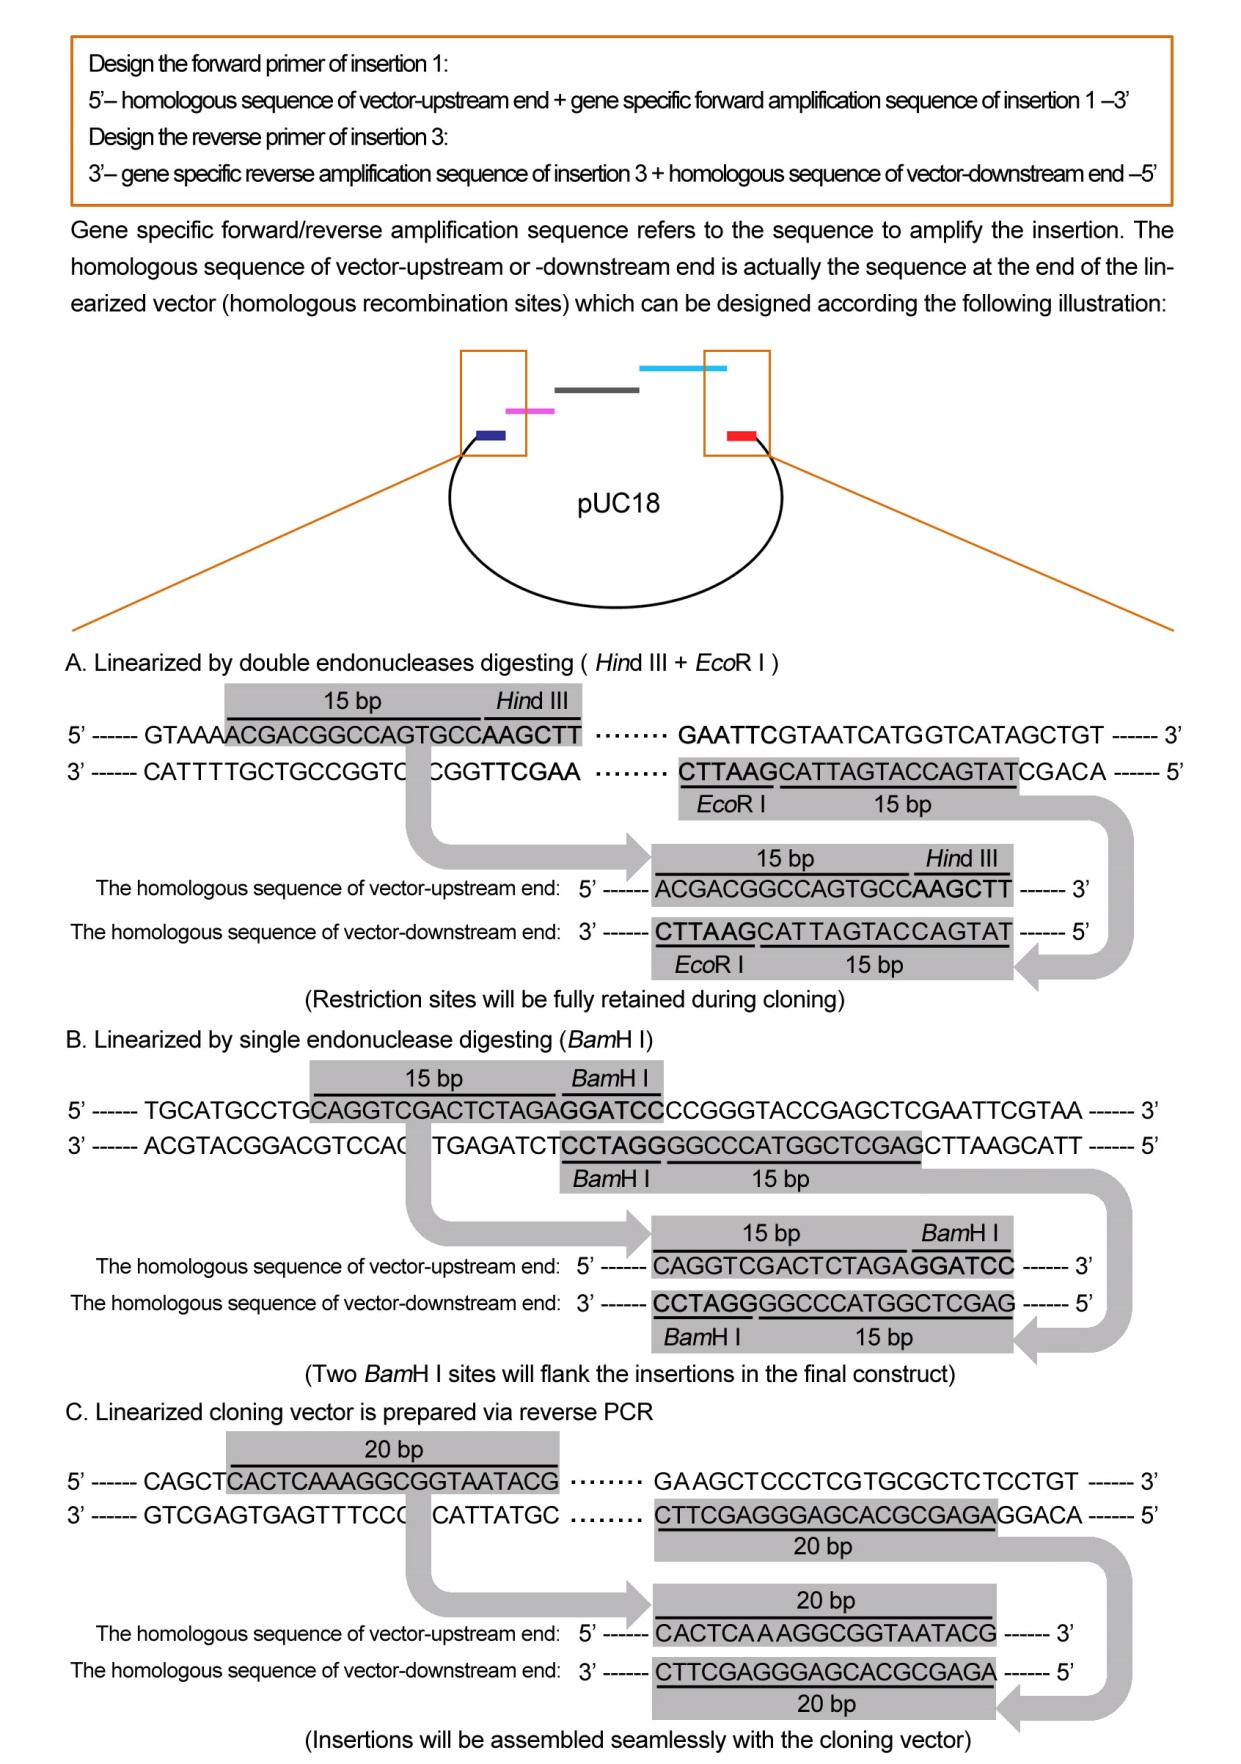 Design the forward primer of insertion 1:
5’– homologous sequence of vector-upstream end + gene specific forward amplification sequence of insertion 1 –3’
Design the reverse primer of insertion 3:
3’– gene specific reverse amplification sequence of insertion 3 + homologous sequence of vector-downstream end –5’
Gene specific forward/reverse amplification sequence refers to the sequence to amplify the insertion. The
homologous sequence of vector-upstream or -downstream end is actually the sequence at the end of the lin-
earized vector (homologous recombination sites) which can be designed according the following illustration:
pUC18
A. Linearized by double endonucleases digesting ( Hind III + EcoR I )
15 bp Hind III
5’ ------ GTAAAACGACGGCCAGTGCCAAGCTT ········ GAATTCGTAATCATGGTCATAGCTGT ------ 3’
3’ ------ CATTTTGCTGCCGGTC CGGTTCGAA ········ CTTAAGCATTAGTACCAGTATCGACA ------ 5’
EcoR I 15 bp
15 bp Hind III
The homologous sequence of vector-upstream end: 5’ ------ ACGACGGCCAGTGCCAAGCTT ------ 3’
The homologous sequence of vector-downstream end: 3’ ------ CTTAAGCATTAGTACCAGTAT ------ 5’
EcoR I 15 bp
(Restriction sites will be fully retained during cloning)
B. Linearized by single endonuclease digesting (BamH I)
15 bp BamH I
5’ ------ TGCATGCCTGCAGGTCGACTCTAGAGGATCCCCGGGTACCGAGCTCGAATTCGTAA ------ 3’
3’ ------ ACGTACGGACGTCCAG TGAGATCTCCTAGGGGCCCATGGCTCGAGCTTAAGCATT ------ 5’
BamH I 15 bp
15 bp BamH I
The homologous sequence of vector-upstream end: 5’ ------ CAGGTCGACTCTAGAGGATCC ------ 3’
The homologous sequence of vector-downstream end: 3’ ------ CCTAGGGGCCCATGGCTCGAG ------ 5’
BamH I 15 bp
(Two BamH I sites will flank the insertions in the final construct)
C. Linearized cloning vector is prepared via reverse PCR
20 bp
5’ ------ CAGCTCACTCAAAGGCGGTAATACG ········ GAAGCTCCCTCGTGCGCTCTCCTGT ------ 3’
3’ ------ GTCGAGTGAGTTTCCC CATTATGC ........ CTTCGAGGGAGCACGCGAGAGGACA ------ 5’
20 bp
20 bp
The homologous sequence of vector-upstream end: 5’ ------ CACTCAAAGGCGGTAATACG ------ 3’
The homologous sequence of vector-downstream end: 3’ ------ CTTCGAGGGAGCACGCGAGA ------ 5’
20 bp
(Insertions will be assembled seamlessly with the cloning vector)